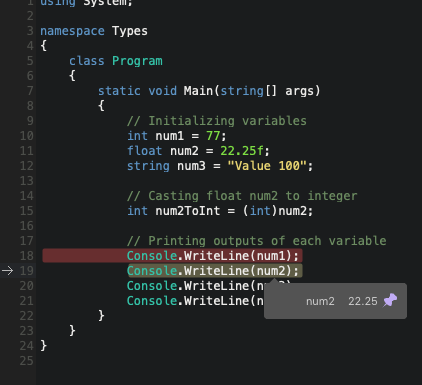 1 using System;
2
3 namespace Types
4 {
5 class Program
6 {
7 static void Main(string[] args)
8 {
9 // Initializing variables
10 int num1 = 77;
11 float num2 = 22.25f;
12 string num3 = "Value 100";
13
14 // Casting float num2 to integer
15 int num2ToInt = (int)num2;
16
17 // Printing outputs of each variable
18 Console.WriteLine(num1);
19 Console.WriteLine(num2);
20 Console.WriteLine(
21 Console.WriteLine(
num2 22.25
22 }
23 }
24 }
25